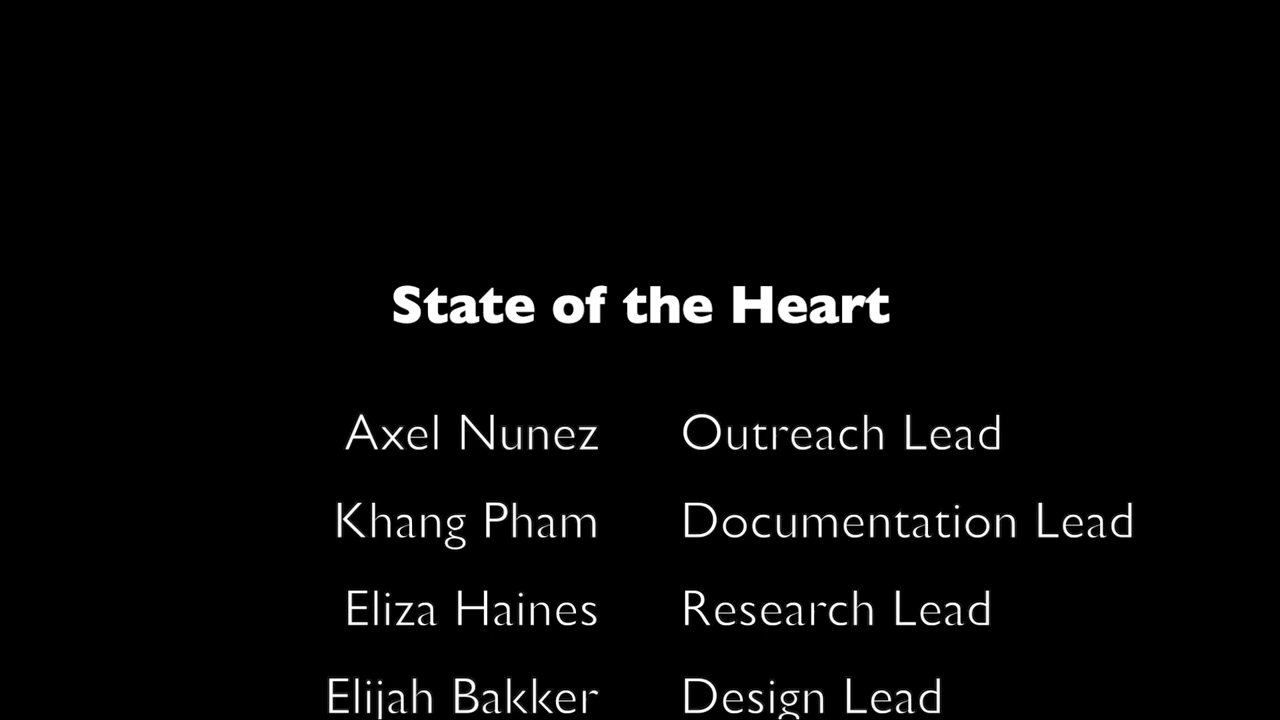 State of the Heart
Axel Nunez Outreach Lead
Khang Pham Documentation Lead
Eliza Haines Research Lead
Elijah Bakker Design Lead